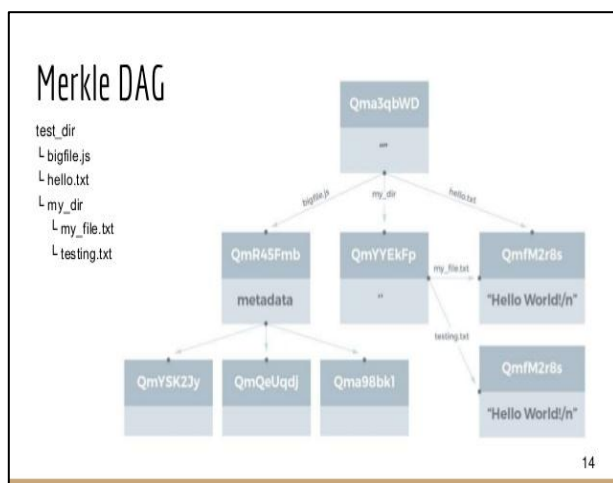 Merkle DAG
test_dir
└ bigfile.js
└ hello.txt
└ my_dir
└ my_file.txt
└ testing.txt
Qma3qbWD
""
bigfile.js
my_dir
hello.txt
QmR45Fmb
metadata
QmYYEkFp
""
my_file.txt
QmfM2r8s
"Hello World!/n"
testing.txt
QmYSK2Jy
QmQeUqdj
Qma98bk1
QmfM2r8s
"Hello World!/n"
14